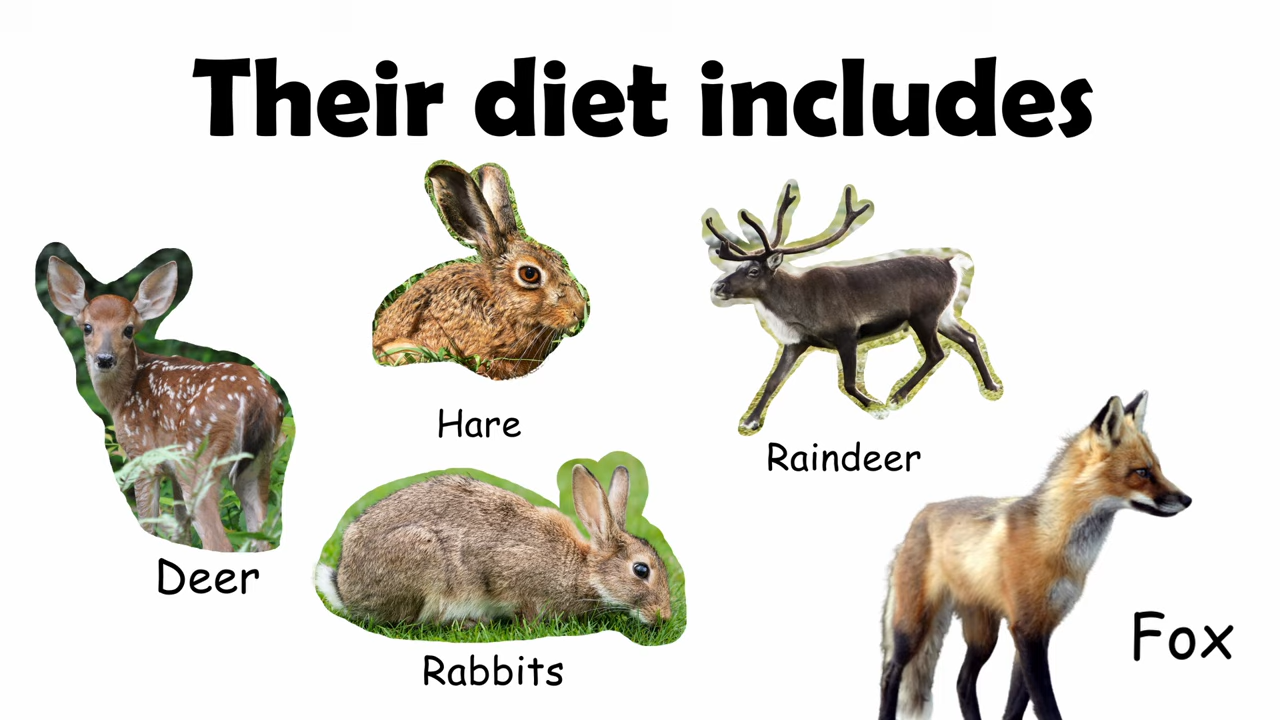 Their diet includes
Hare
Raindeer
Deer
Rabbits
Fox